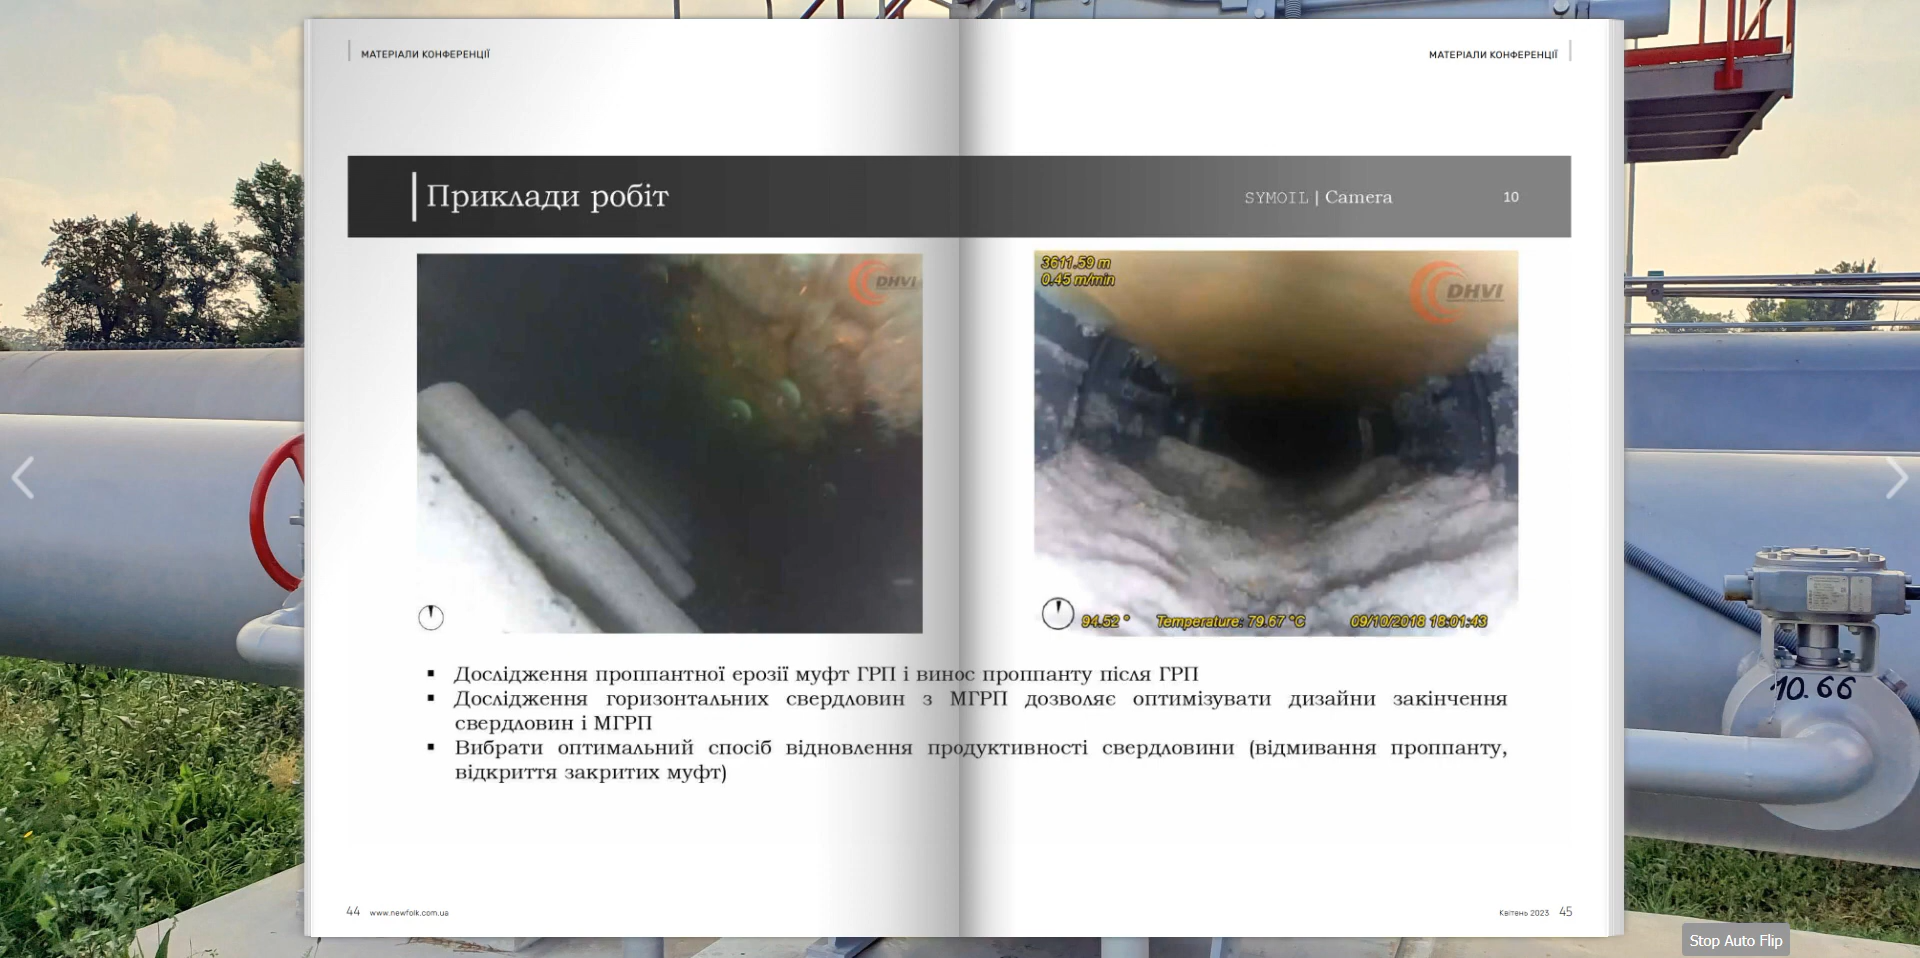 МАТЕРІАЛИ КОНФЕРЕНЦІЇ
МАТЕРІАЛИ КОНФЕРЕНЦІЇ
Приклади робіт
SYMOIL | Camera
10
DHVI
3611.59 m
0.45 m/min
DHVI
94.52 °
Temperature: 79.67 °C
09/10/2018 18:01:43
▪ Дослідження проппантної ерозії муфт ГРП і винос проппанту після ГРП
▪ Дослідження горизонтальних свердловин з МГРП дозволяє оптимізувати дизайни закінчення
свердловин і МГРП
▪ Вибрати оптимальний спосіб відновлення продуктивності свердловини (відмивання проппанту,
відкриття закритих муфт)
10.66
44 www.newfolk.com.ua
Квітень 2023 45
Stop Auto Flip